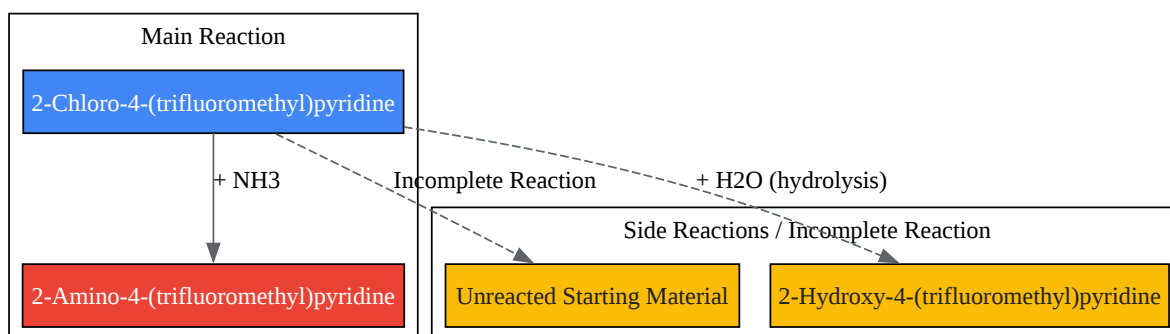 Main Reaction
2-Chloro-4-(trifluoromethyl)pyridine
+ NH3
Incomplete Reaction
+ H2O (hydrolysis)
Side Reactions / Incomplete Reaction
2-Amino-4-(trifluoromethyl)pyridine
Unreacted Starting Material
2-Hydroxy-4-(trifluoromethyl)pyridine